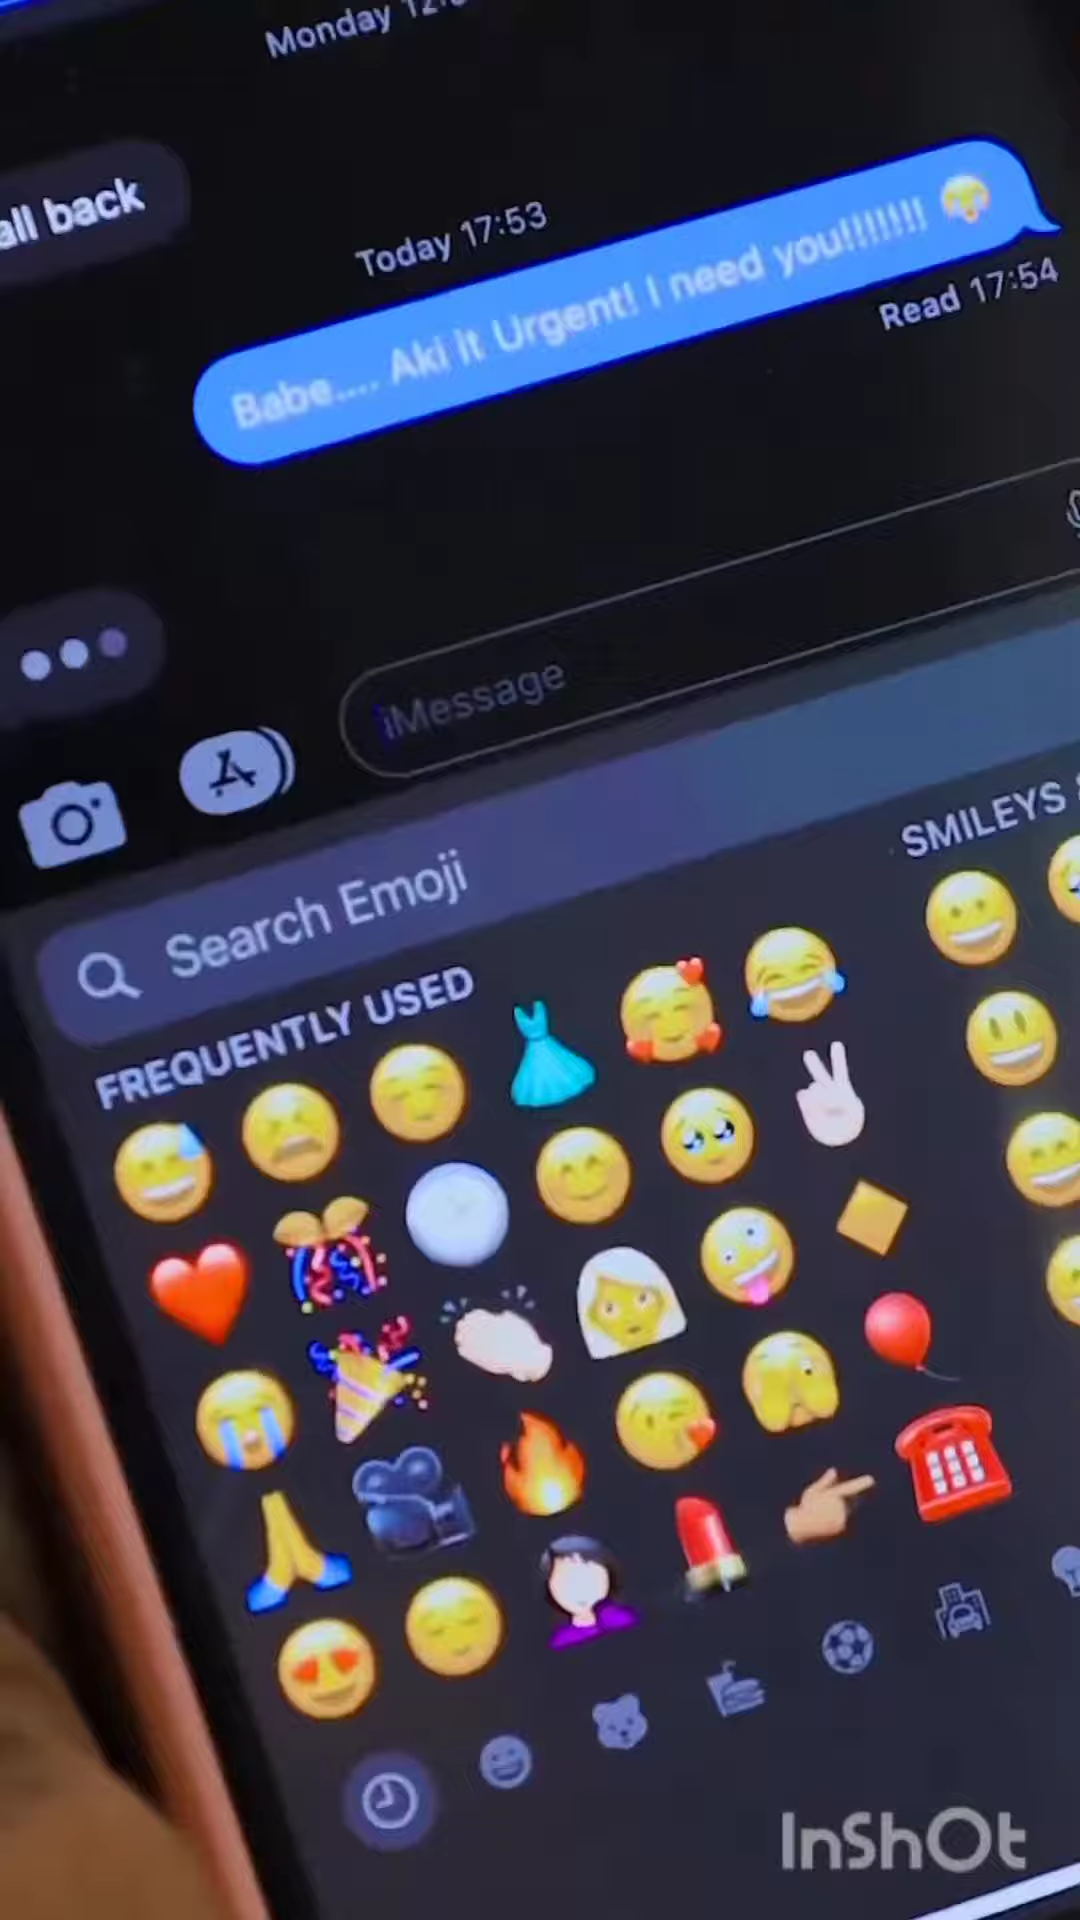 Monday
all back
Today 17:53
Babe.... Aki it Urgent! I need you!!!!!!!
Read 17:54
iMessage
Search Emoji
SMILEYS
FREQUENTLY USED
InShOt